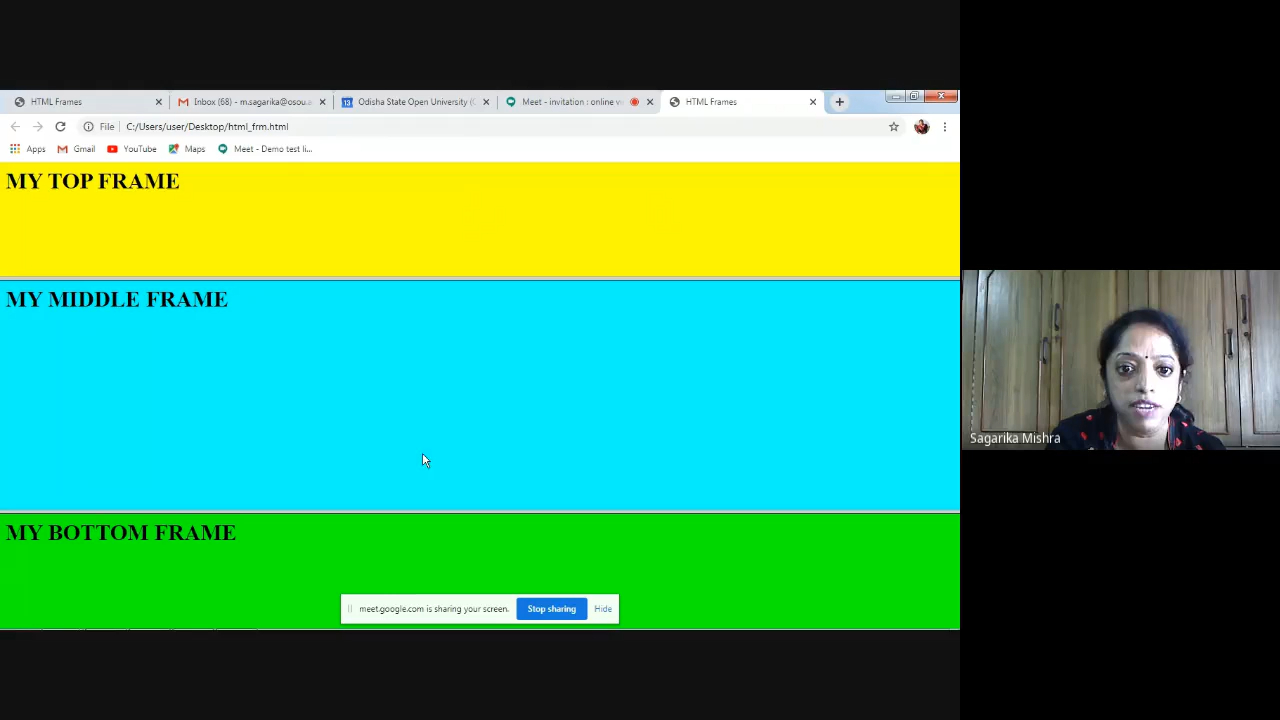 HTML Frames
Inbox (68) - m.sagarika@osou.a
Odisha State Open University (
Meet - invitation : online
HTML Frames
File
C:/Users/user/Desktop/html_frm.html
Apps
Gmail
YouTube
Maps
Meet - Demo test li...
MY TOP FRAME
MY MIDDLE FRAME
Sagarika Mishra
MY BOTTOM FRAME
meet.google.com is sharing your screen.
Stop sharing
Hide